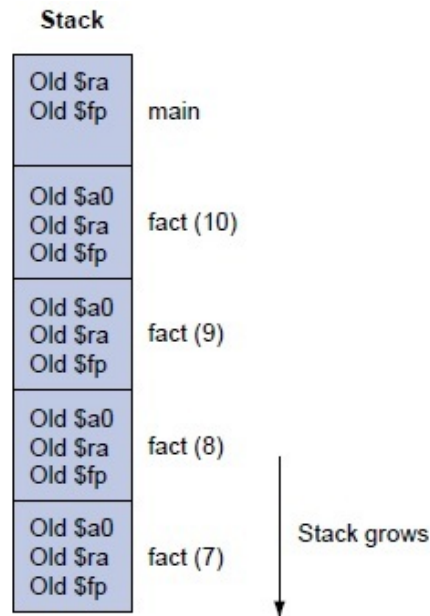 Stack
Old $ra
Old $fp
main
Old $a0
Old $ra
Old $fp
fact (10)
Old $a0
Old $ra
Old $fp
fact (9)
Old $a0
Old $ra
Old $fp
fact (8)
Old $a0
Old $ra
Old $fp
fact (7)
Stack grows